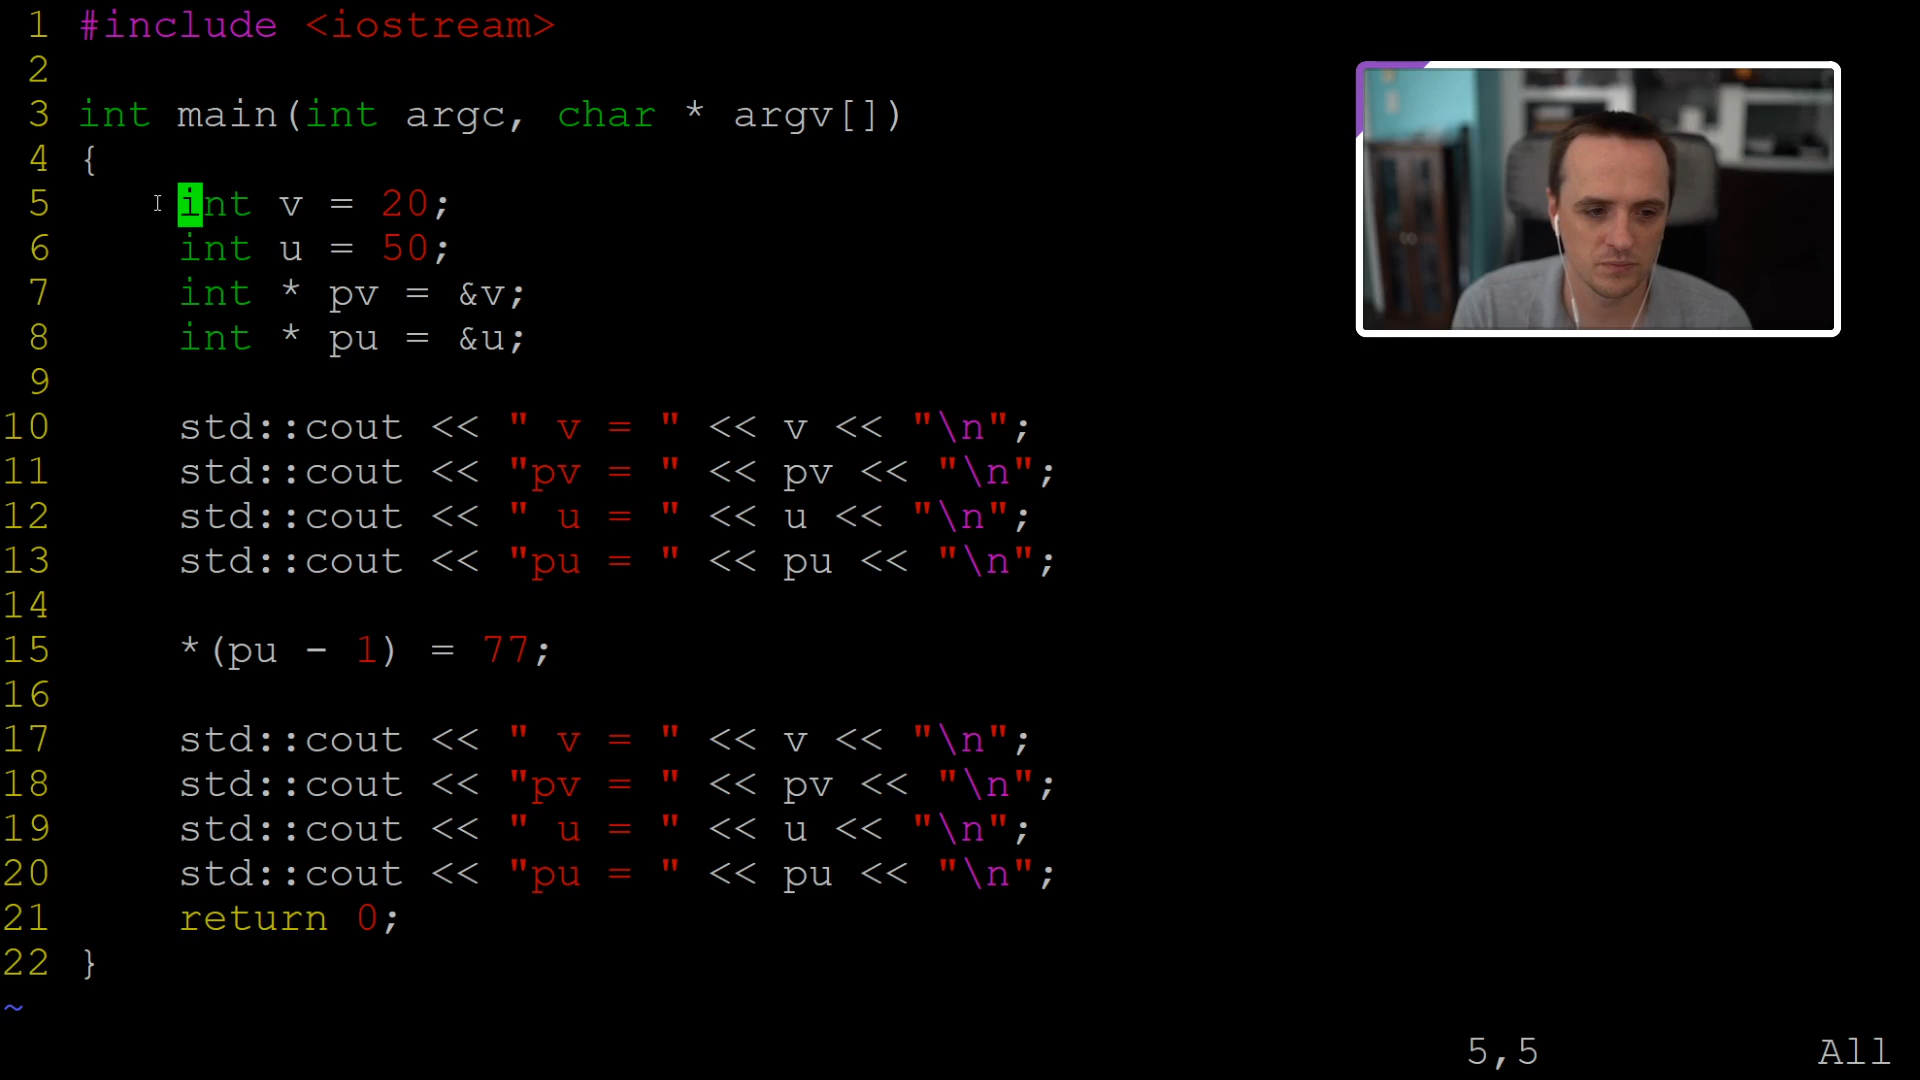 1 #include <iostream>
2
3 int main(int argc, char * argv[])
4 {
5     int v = 20;
6     int u = 50;
7     int * pv = &v;
8     int * pu = &u;
9
10     std::cout << " v = " << v << "\n";
11     std::cout << "pv = " << pv << "\n";
12     std::cout << " u = " << u << "\n";
13     std::cout << "pu = " << pu << "\n";
14
15     *(pu - 1) = 77;
16
17     std::cout << " v = " << v << "\n";
18     std::cout << "pv = " << pv << "\n";
19     std::cout << " u = " << u << "\n";
20     std::cout << "pu = " << pu << "\n";
21     return 0;
22 }
~
5,5 All